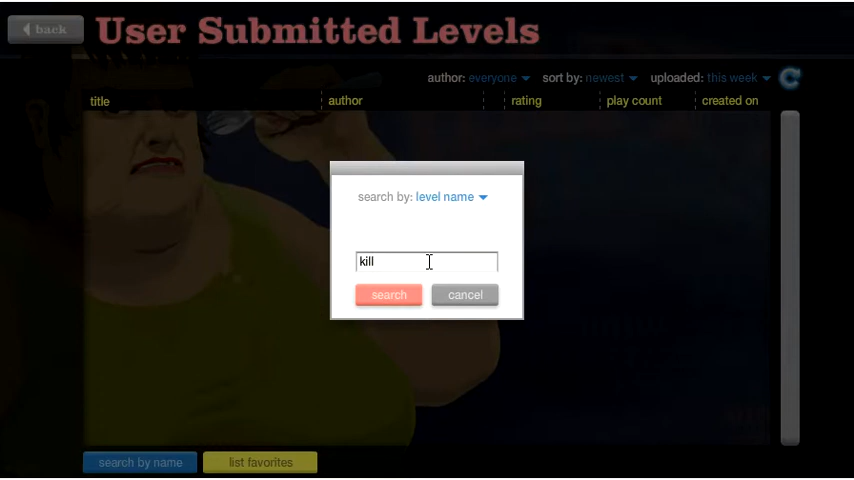 back
User Submitted Levels
author: everyone sort by: newest uploaded: this week
title author rating play count created on
search by: level name
kill
search cancel
search by name list favorites